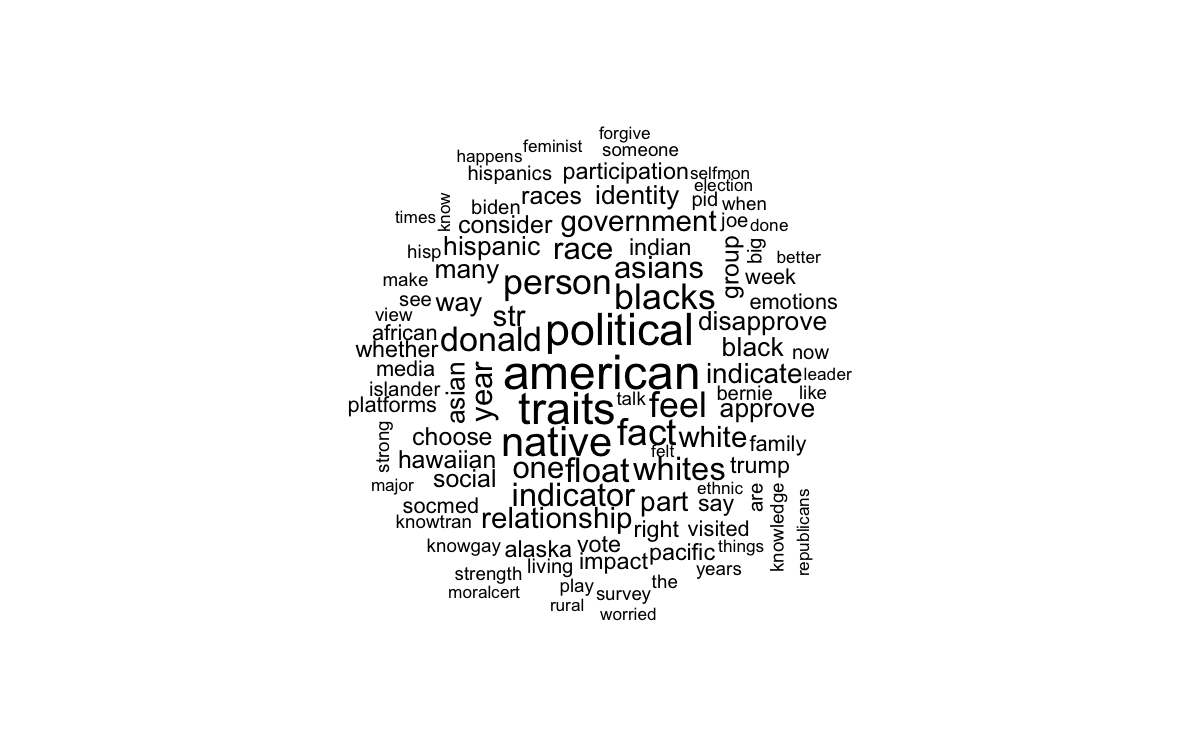 forgive
feminist someone
happens
hispanics participation selfmon
election
races identity pid when
know biden
times consider government joe done
hisp hispanic race indian group big better
many asians week
make person
see way blacks emotions
view str political disapprove
african donald
whether black now
media american indicate leader
islander asian year bernie like
platforms traits talk feel approve
strong choose native fact white family
felt
hawaiian one float whites trump
major social indicator part say ethnic are knowledge republicans
socmed
knowtran relationship right visited
knowgay alaska vote pacific things
living impact years
strength play the
moralcert survey
rural worried